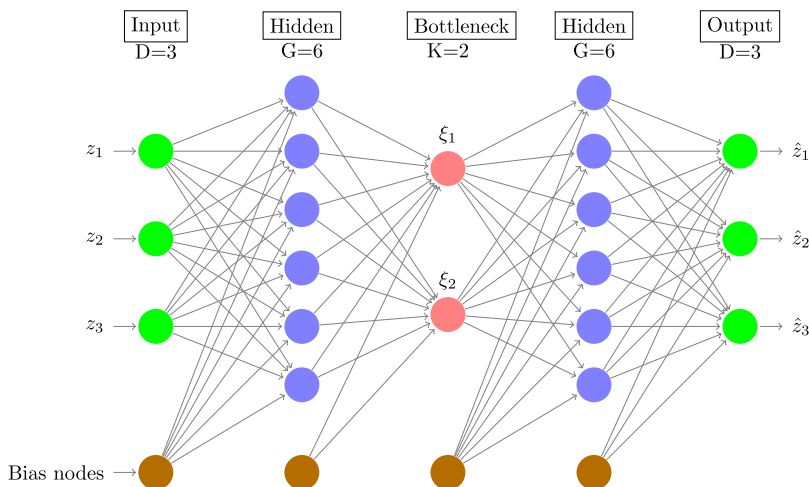 Input Hidden Bottleneck Hidden Output
D=3 G=6 K=2 G=6 D=3
ξ₁
z₁ ẑ₁
z₂ ẑ₂
ξ₂
z₃ ẑ₃
Bias nodes